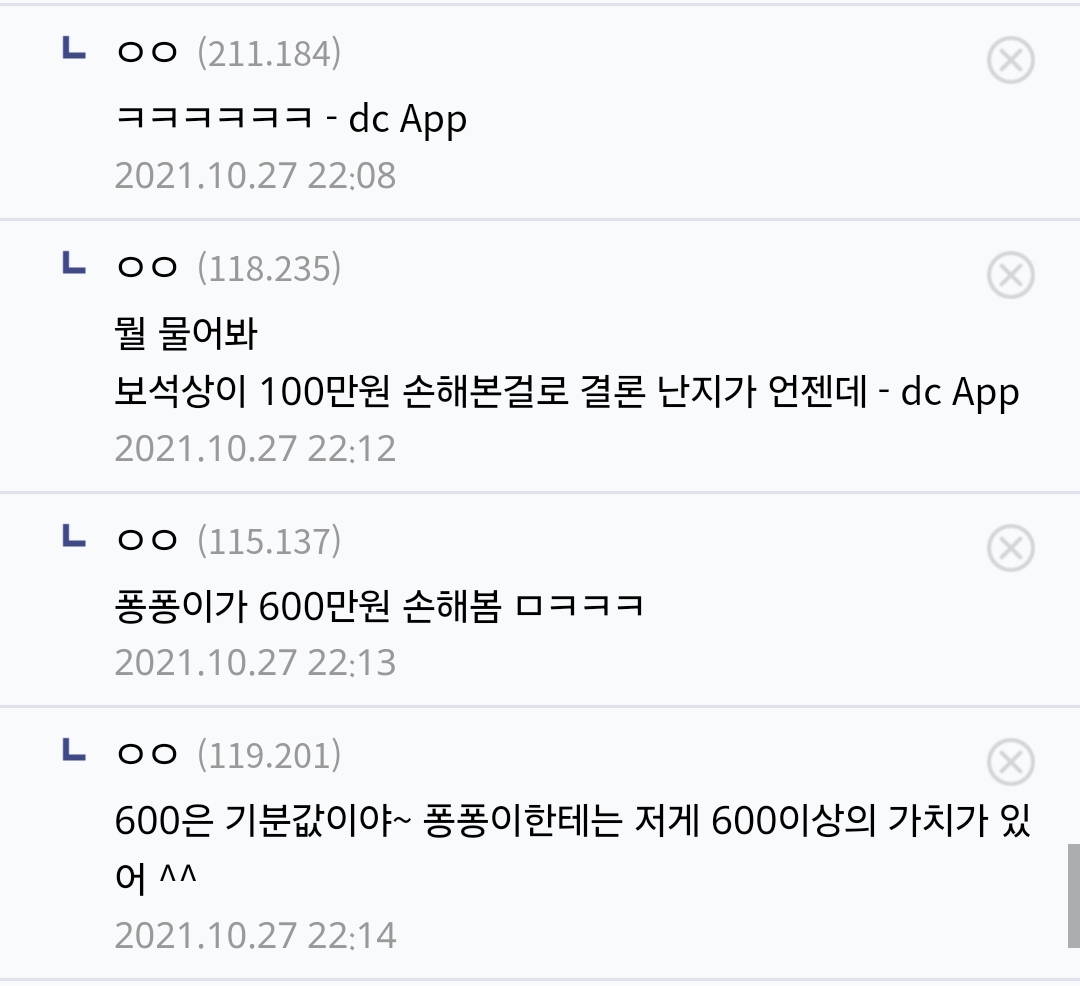 ㅇㅇ (211.184)
ㅋㅋㅋㅋㅋㅋ - dc App
2021.10.27 22:08
ㅇㅇ (118.235)
뭘 물어봐
보석상이 100만원 손해본걸로 결론 난지가 언젠데 - dc App
2021.10.27 22:12
ㅇㅇ (115.137)
퐁퐁이가 600만원 손해봄 ㅁㅋㅋㅋ
2021.10.27 22:13
ㅇㅇ (119.201)
600은 기분값이야~ 퐁퐁이한테는 저게 600이상의 가치가 있
어 ^^
2021.10.27 22:14